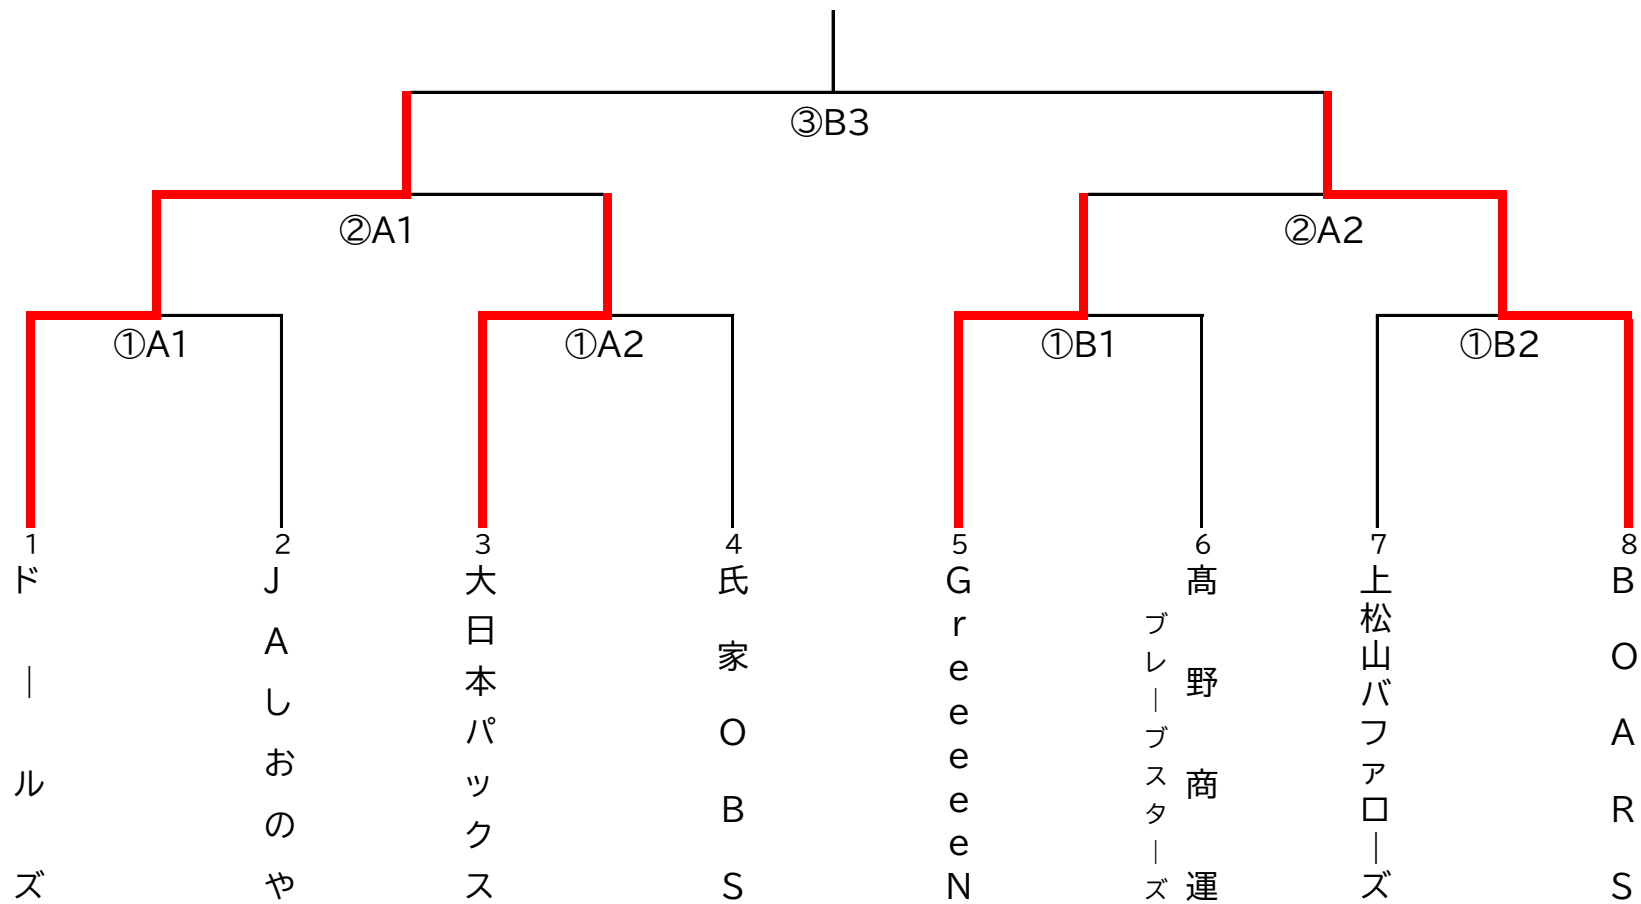 ③B3
②A1
②A2
①A1
①A2
①B1
①B2
1
2
3
4
5
6
7
8
ドールズ
JAしおのや
大日本パックス
氏家OBS
GreeeeeN
髙野商運
ブレーブスターズ
上松山バファローズ
BOARS